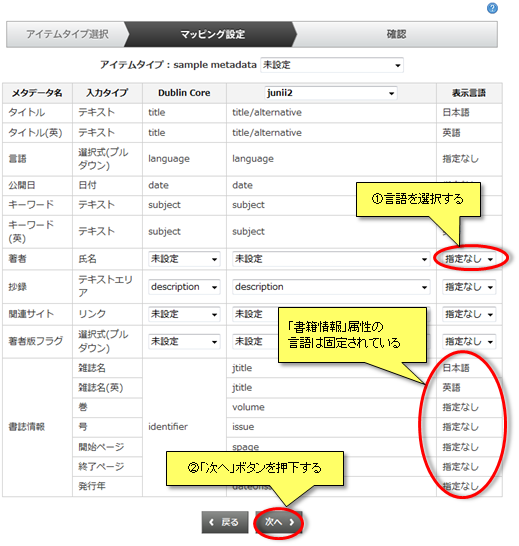 ?
アイテムタイプ選択 マッピング設定 確認
アイテムタイプ : sample metadata 未設定
メタデータ名 入力タイプ Dublin Core junii2 表示言語
タイトル テキスト title title/alternative 日本語
タイトル(英) テキスト title title/alternative 英語
言語 選択式(プル
ダウン) language language 指定なし
公開日 日付 date date
キーワード テキスト subject subject
キーワード
(英) テキスト subject subject
①言語を選択する
著者 氏名 未設定 未設定 指定なし
抄録 テキストエリ
ア description description 指定なし
関連サイト リンク 未設定 未設定 指定なし
著者版フラグ 選択式(プル
ダウン) 未設定 未設定 指定なし
「書籍情報」属性の
言語は固定されている
書誌情報 identifier
雑誌名 jtitle 日本語
雑誌名(英) jtitle 英語
巻 volume 指定なし
号 issue 指定なし
開始ページ spage 指定なし
終了ページ 指定なし
発行年 指定なし
②「次へ」ボタンを押下する
戻る 次へ